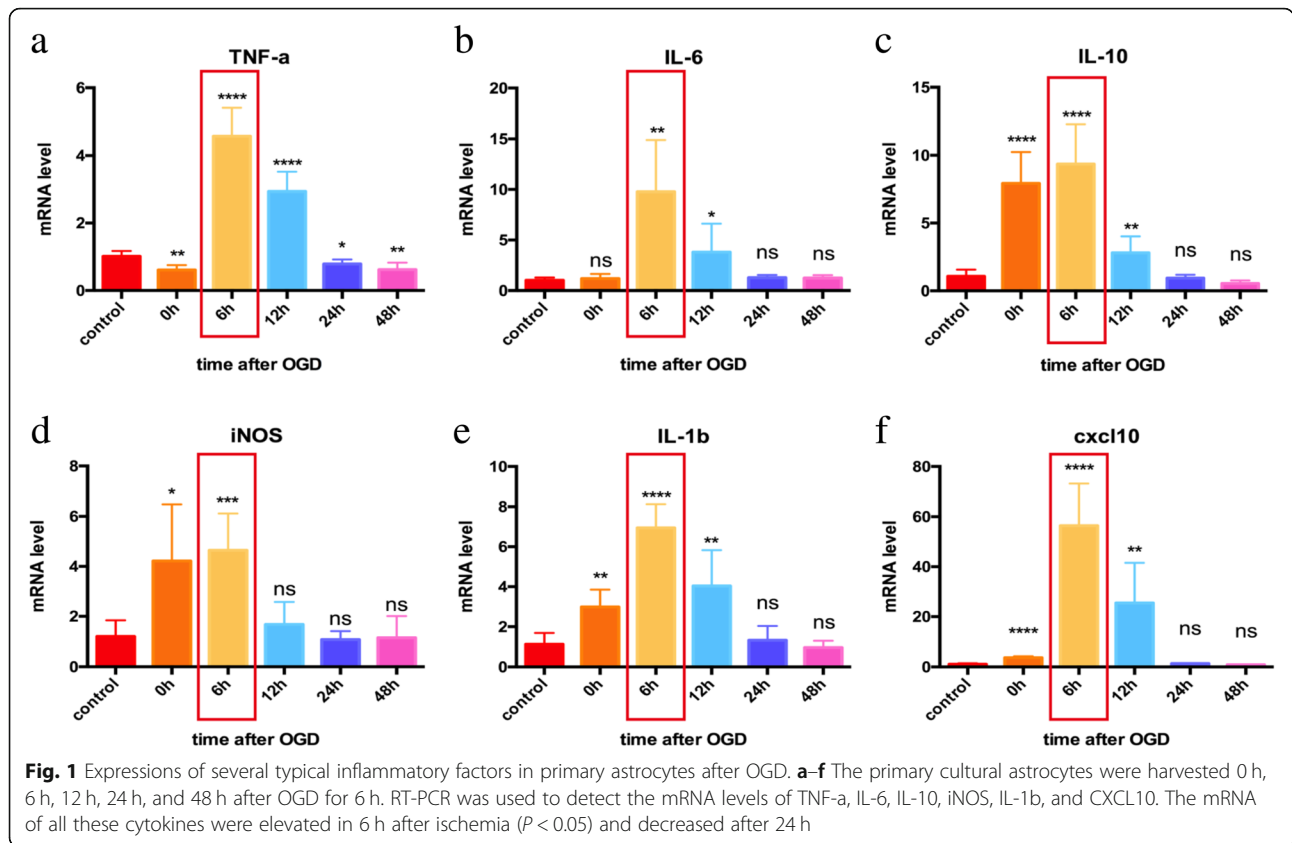 a
TNF-a
mRNA level
6
4
2
0
**
****
****
*
**
control
0h
6h
12h
24h
48h
time after OGD
b
IL-6
mRNA level
20
15
10
5
0
ns
**
*
ns
ns
control
0h
6h
12h
24h
48h
time after OGD
c
IL-10
mRNA level
15
10
5
0
****
****
**
ns
ns
control
0h
6h
12h
24h
48h
time after OGD
d
iNOS
mRNA level
8
6
4
2
0
*
***
ns
ns
ns
control
0h
6h
12h
24h
48h
time after OGD
e
IL-1b
mRNA level
10
8
6
4
2
0
**
****
**
ns
ns
control
0h
6h
12h
24h
48h
time after OGD
f
cxcl10
mRNA level
80
60
40
20
0
****
****
**
ns
ns
control
0h
6h
12h
24h
48h
time after OGD
Fig. 1 Expressions of several typical inflammatory factors in primary astrocytes after OGD. a–f The primary cultural astrocytes were harvested 0 h,
6 h, 12 h, 24 h, and 48 h after OGD for 6 h. RT-PCR was used to detect the mRNA levels of TNF-a, IL-6, IL-10, iNOS, IL-1b, and CXCL10. The mRNA
of all these cytokines were elevated in 6 h after ischemia (P < 0.05) and decreased after 24 h